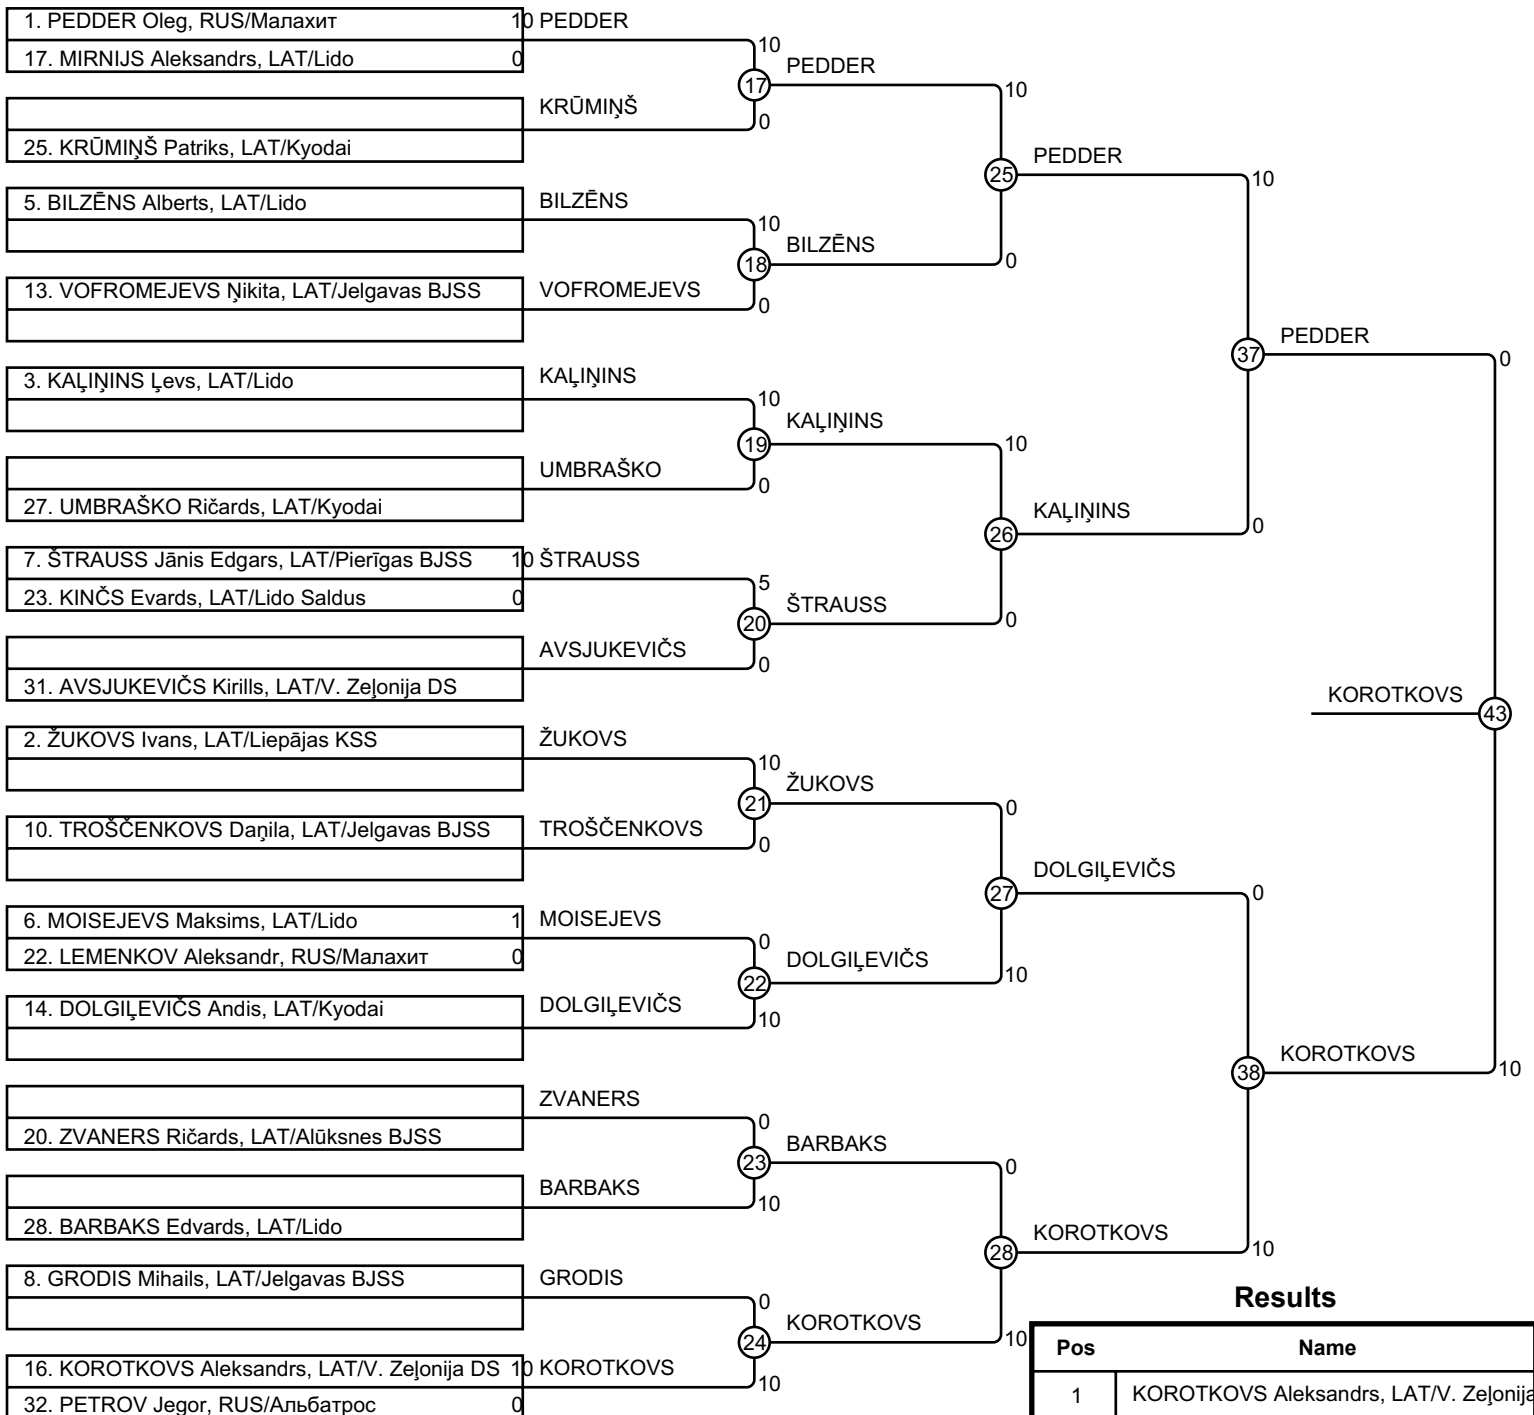 1. PEDDER Oleg, RUS/Малахит 10 PEDDER
10
17. MIRNIJS Aleksandrs, LAT/Lido 0
17 PEDDER
10
KRŪMIŅŠ
0
25. KRŪMIŅŠ Patriks, LAT/Kyodai
25 PEDDER
10
5. BILZĒNS Alberts, LAT/Lido BILZĒNS
10
18 BILZĒNS
0
13. VOFROMEJEVS Ņikita, LAT/Jelgavas BJSS VOFROMEJEVS
0
37 PEDDER
0
3. KAĻIŅINS Ļevs, LAT/Lido KAĻIŅINS
10
19 KAĻIŅINS
10
UMBRAŠKO
0
27. UMBRAŠKO Ričards, LAT/Kyodai
26 KAĻIŅINS
0
7. ŠTRAUSS Jānis Edgars, LAT/Pierīgas BJSS 10 ŠTRAUSS
5
23. KINČS Evards, LAT/Lido Saldus 0
20 ŠTRAUSS
0
AVSJUKEVIČS
0
31. AVSJUKEVIČS Kirills, LAT/V. Zeļonija DS
KOROTKOVS 43
2. ŽUKOVS Ivans, LAT/Liepājas KSS ŽUKOVS
10
21 ŽUKOVS
0
10. TROŠČENKOVS Daņila, LAT/Jelgavas BJSS TROŠČENKOVS
0
27 DOLGIĻEVIČS
0
6. MOISEJEVS Maksims, LAT/Lido 1 MOISEJEVS
0
22. LEMENKOV Aleksandr, RUS/Малахит 0
22 DOLGIĻEVIČS
10
14. DOLGIĻEVIČS Andis, LAT/Kyodai DOLGIĻEVIČS
10
38 KOROTKOVS
10
ZVANERS
0
20. ZVANERS Ričards, LAT/Alūksnes BJSS
23 BARBAKS
0
BARBAKS
10
28. BARBAKS Edvards, LAT/Lido
28 KOROTKOVS
10
8. GRODIS Mihails, LAT/Jelgavas BJSS GRODIS
0
24 KOROTKOVS
10
16. KOROTKOVS Aleksandrs, LAT/V. Zeļonija DS 10 KOROTKOVS
10
32. PETROV Jegor, RUS/Альбатрос 0
Results
Pos Name
1 KOROTKOVS Aleksandrs, LAT/V. Zeļonija